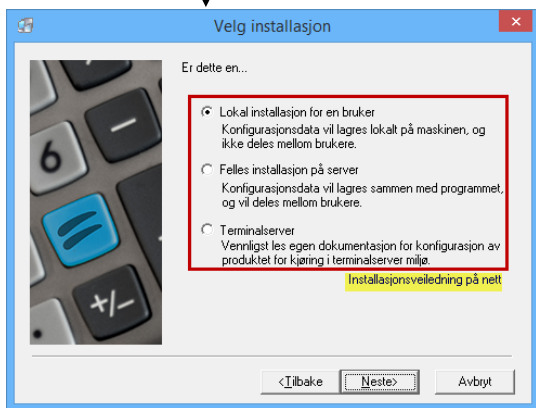 Velg installasjon
Er dette en...
Lokal installasjon for en bruker
Konfigurasjonsdata vil lagres lokalt på maskinen, og
ikke deles mellom brukere.
Felles installasjon på server
Konfigurasjonsdata vil lagres sammen med programmet,
og vil deles mellom brukere.
Terminalserver
Vennligst les egen dokumentasjon for konfigurasjon av
produktet for kjøring i terminalserver miljø.
Installasjonsveiledning på nett
6
-
+/-
<Tilbake
Neste>
Avbryt